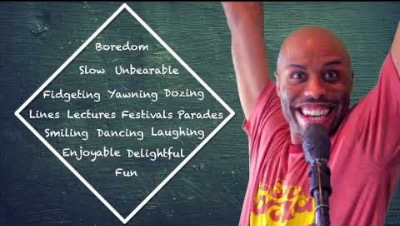 Boredom
Slow Unbearable
Fidgeting Yawning Dozing
Lines Lectures Festivals Parades
Smiling Dancing Laughing
Enjoyable Delightful
Fun